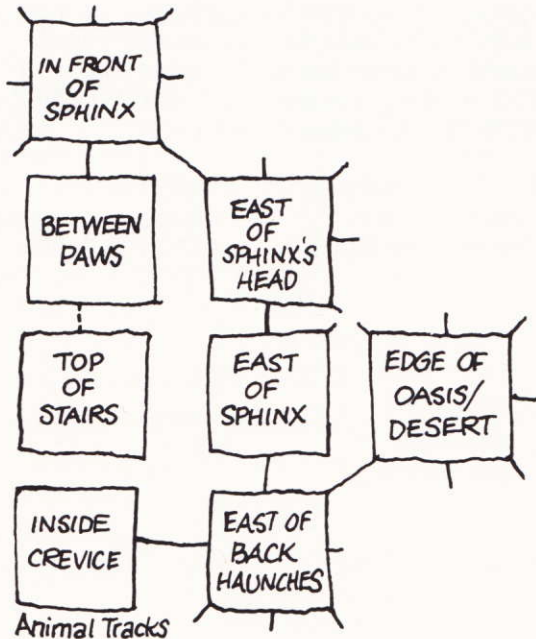 IN FRONT
OF
SPHINX
BETWEEN
PAWS
EAST
OF
SPHINX'S
HEAD
TOP
OF
STAIRS
EAST
OF
SPHINX
EDGE OF
OASIS/
DESERT
INSIDE
CREVICE
EAST OF
BACK
HAUNCHES
Animal Tracks